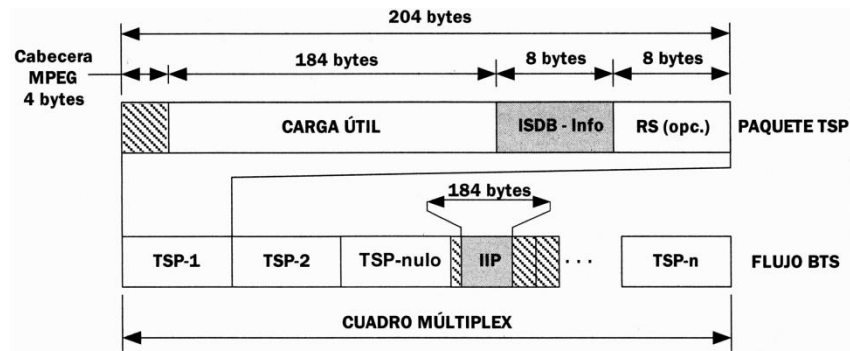 204 bytes
Cabecera
MPEG
4 bytes
184 bytes
8 bytes
8 bytes
CARGA ÚTIL
ISDB - Info
RS (opc.)
PAQUETE TSP
184 bytes
TSP-1
TSP-2
TSP-nulo
IIP
. . .
TSP-n
FLUJO BTS
CUADRO MÚLTIPLEX